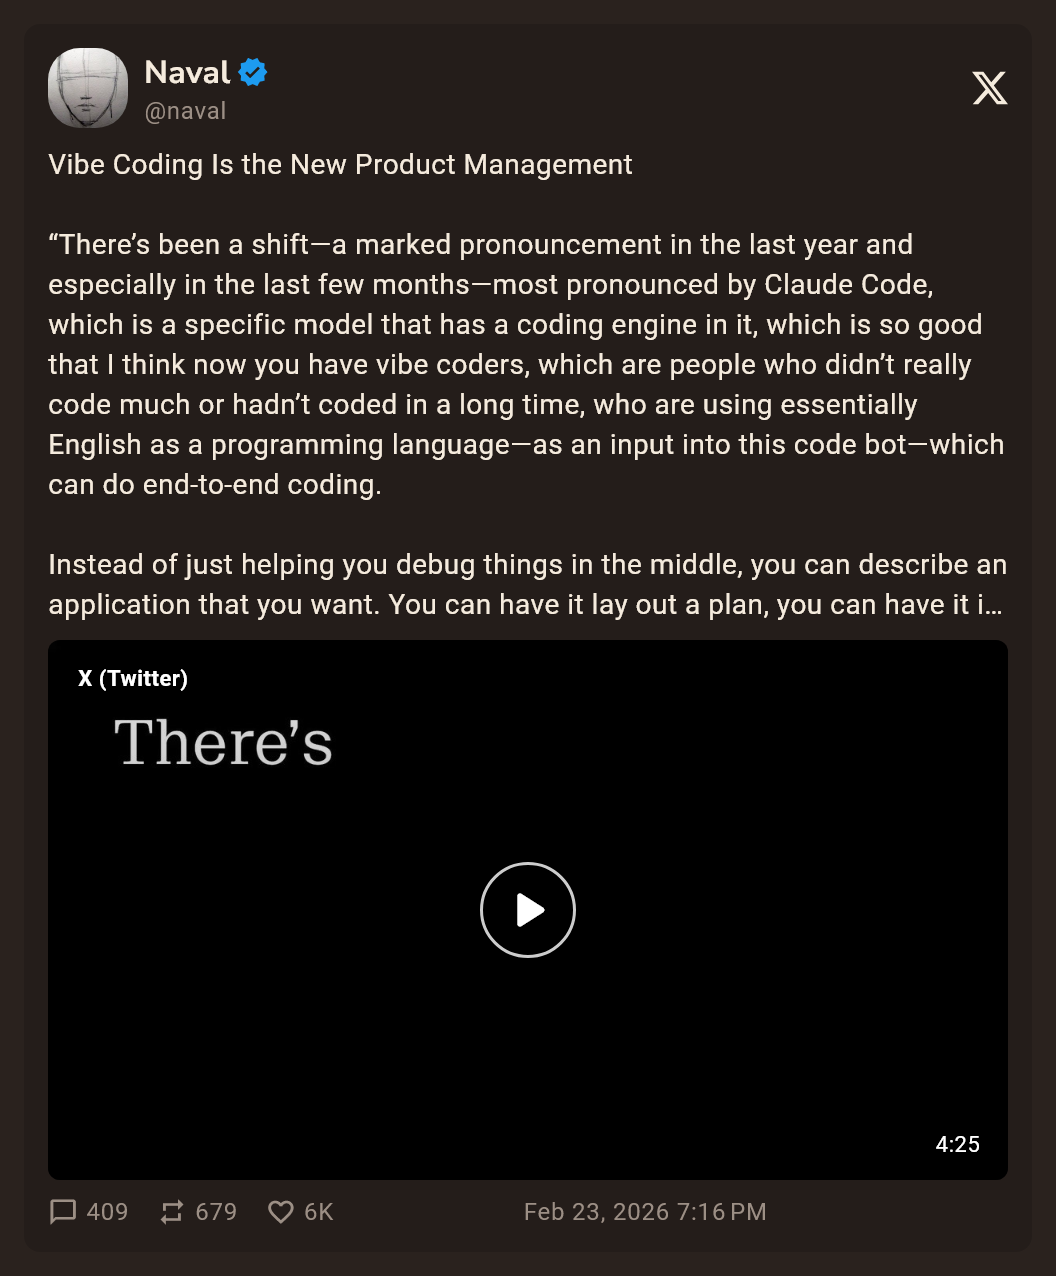 Naval
@naval
Vibe Coding Is the New Product Management
“There’s been a shift—a marked pronouncement in the last year and
especially in the last few months—most pronounced by Claude Code,
which is a specific model that has a coding engine in it, which is so good
that I think now you have vibe coders, which are people who didn’t really
code much or hadn’t coded in a long time, who are using essentially
English as a programming language—as an input into this code bot—which
can do end-to-end coding.
Instead of just helping you debug things in the middle, you can describe an
application that you want. You can have it lay out a plan, you can have it i…
X (Twitter)
There’s
4:25
409 679 6K Feb 23, 2026 7:16 PM